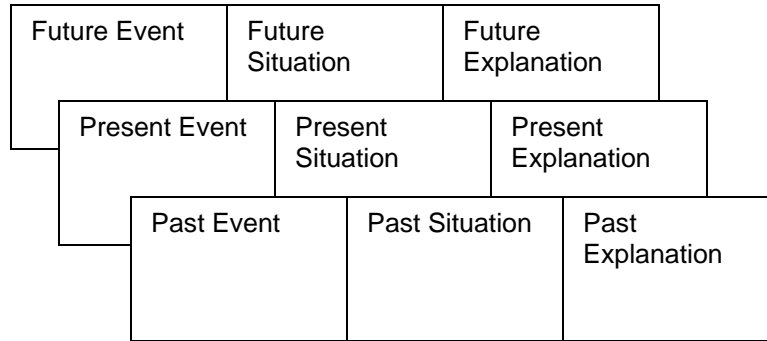 Future Event
Future
Situation
Future
Explanation
Present Event
Present
Situation
Present
Explanation
Past Event
Past Situation
Past
Explanation